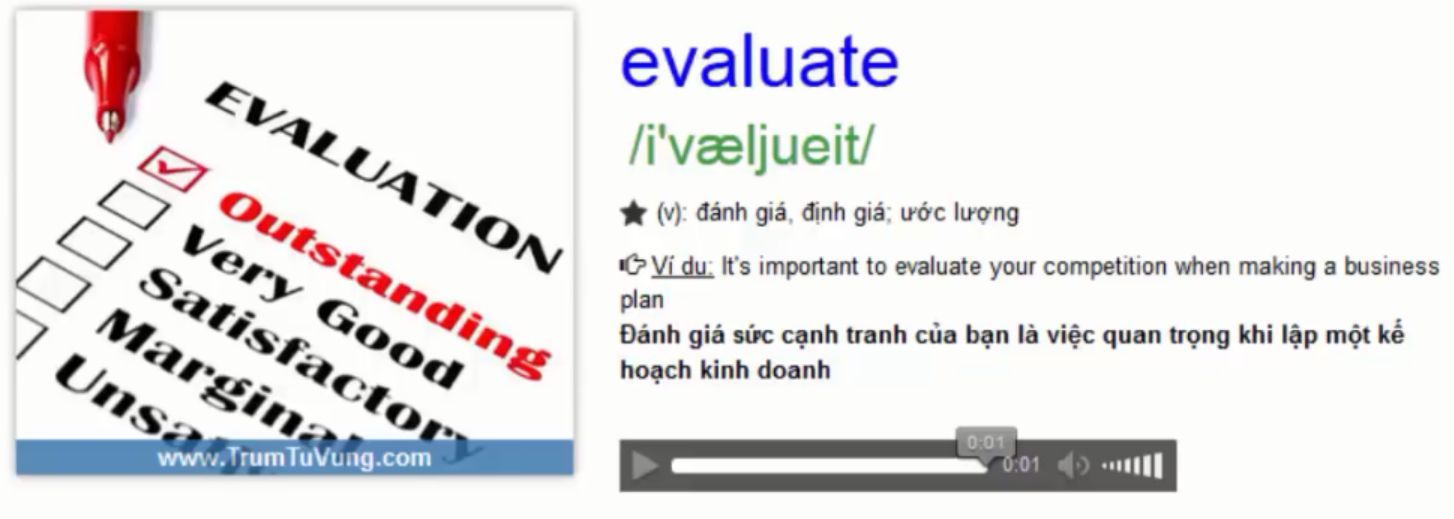 EVALUATION
Outstanding
Very Good
Satisfactory
Marginal
www.TrumTuVung.com
evaluate
/i'væljueit/
(v): đánh giá, định giá; ước lượng
Ví du: It's important to evaluate your competition when making a business
plan
Đánh giá sức cạnh tranh của bạn là việc quan trọng khi lập một kế
hoạch kinh doanh
0:01
0:01